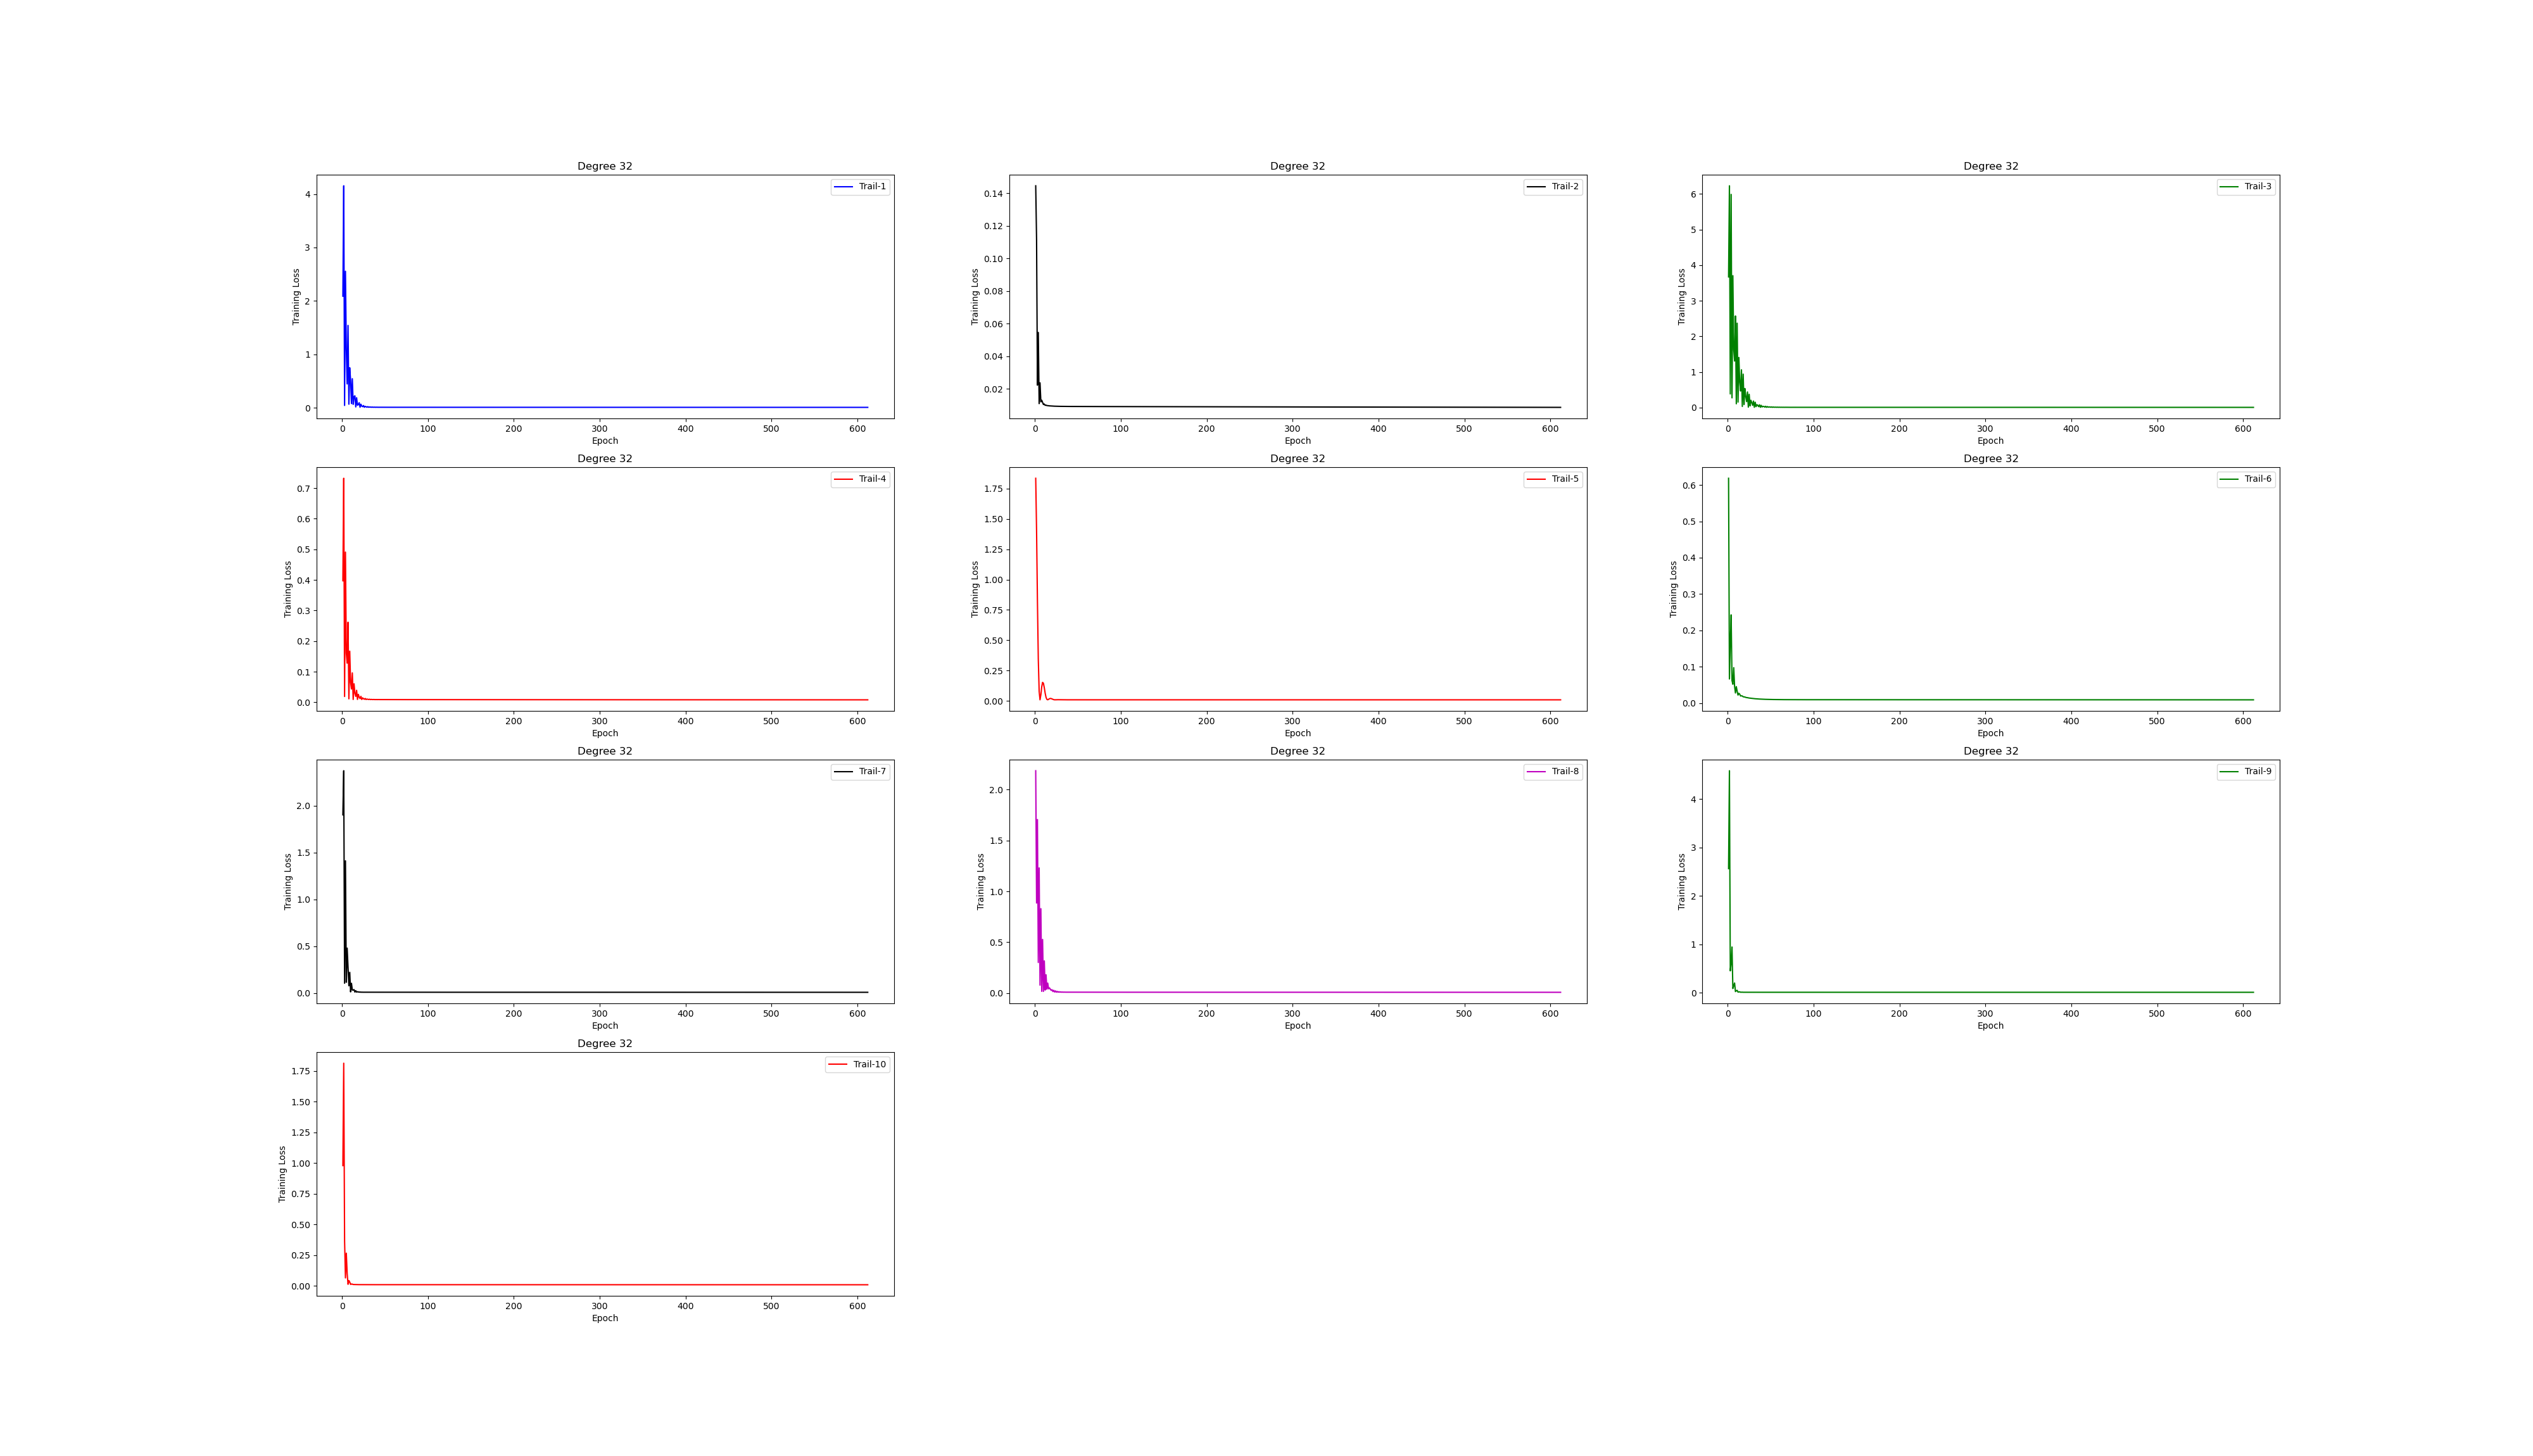 Degree 32
Trail-1
4
3
2
1
0
Training Loss
0 100 200 300 400 500 600
Epoch
Degree 32
Trail-2
0.14
0.12
0.10
0.08
0.06
0.04
0.02
Training Loss
0 100 200 300 400 500 600
Epoch
Degree 32
Trail-3
6
5
4
3
2
1
0
Training Loss
0 100 200 300 400 500 600
Epoch
Degree 32
Trail-4
0.7
0.6
0.5
0.4
0.3
0.2
0.1
0.0
Training Loss
0 100 200 300 400 500 600
Epoch
Degree 32
Trail-5
1.75
1.50
1.25
1.00
0.75
0.50
0.25
0.00
Training Loss
0 100 200 300 400 500 600
Epoch
Degree 32
Trail-6
0.6
0.5
0.4
0.3
0.2
0.1
0.0
Training Loss
0 100 200 300 400 500 600
Epoch
Degree 32
Trail-7
2.0
1.5
1.0
0.5
0.0
Training Loss
0 100 200 300 400 500 600
Epoch
Degree 32
Trail-8
2.0
1.5
1.0
0.5
0.0
Training Loss
0 100 200 300 400 500 600
Epoch
Degree 32
Trail-9
4
3
2
1
0
Training Loss
0 100 200 300 400 500 600
Epoch
Degree 32
Trail-10
1.75
1.50
1.25
1.00
0.75
0.50
0.25
0.00
Training Loss
0 100 200 300 400 500 600
Epoch